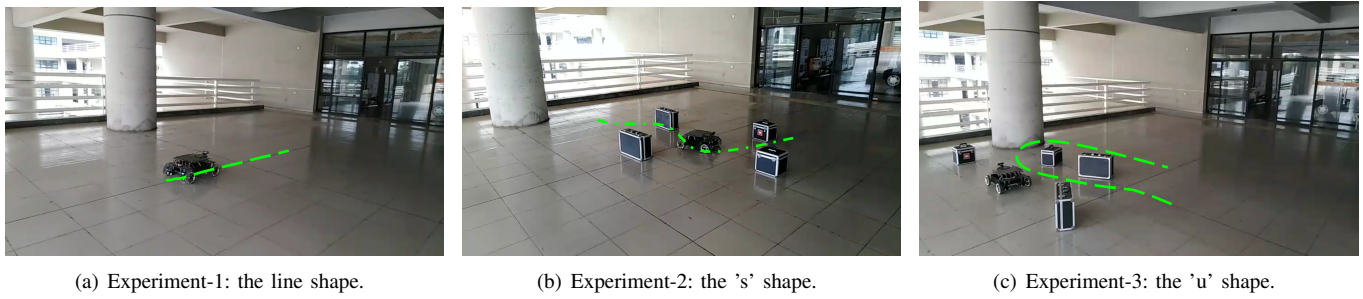 (a) Experiment-1: the line shape.
(b) Experiment-2: the 's' shape.
(c) Experiment-3: the 'u' shape.